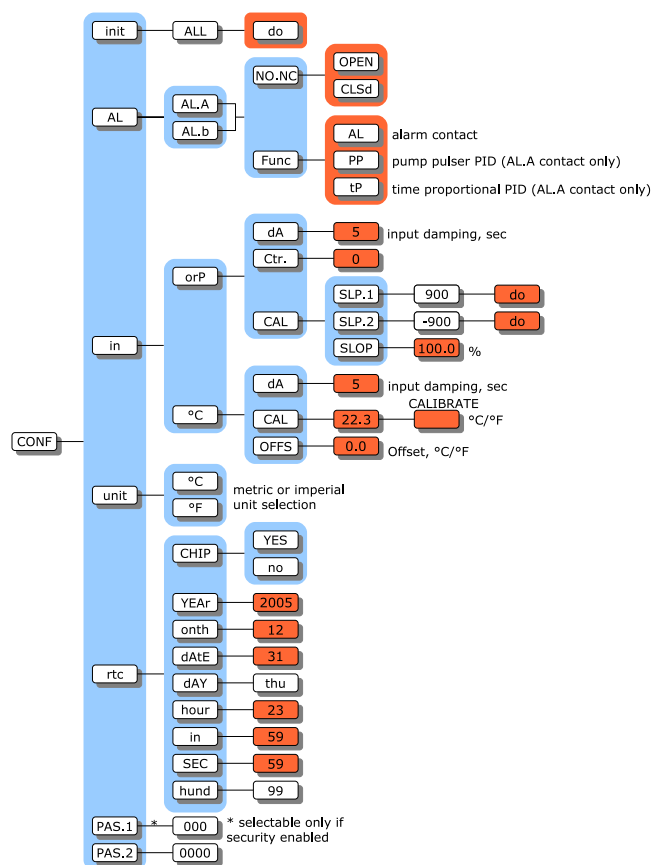 init ALL do
OPEN
NO.NC
CLSd
AL.A
AL
AL.b
AL alarm contact
Func PP pump pulser PID (AL.A contact only)
tP time proportional PID (AL.A contact only)
dA 5 input damping, sec
Ctr. 0
orP
SLP.1 900 do
CAL SLP.2 -900 do
SLOP 100.0 %
in
dA 5 input damping, sec
CALIBRATE
°C CAL 22.3 °C/°F
OFFS 0.0 Offset, °C/°F
CONF
°C
unit metric or imperial
unit selection
°F
YES
CHIP
no
YEAr 2005
onth 12
dAtE 31
rtc dAY thu
hour 23
in 59
SEC 59
hund 99
PAS.1 * 000 * selectable only if
security enabled
PAS.2 0000